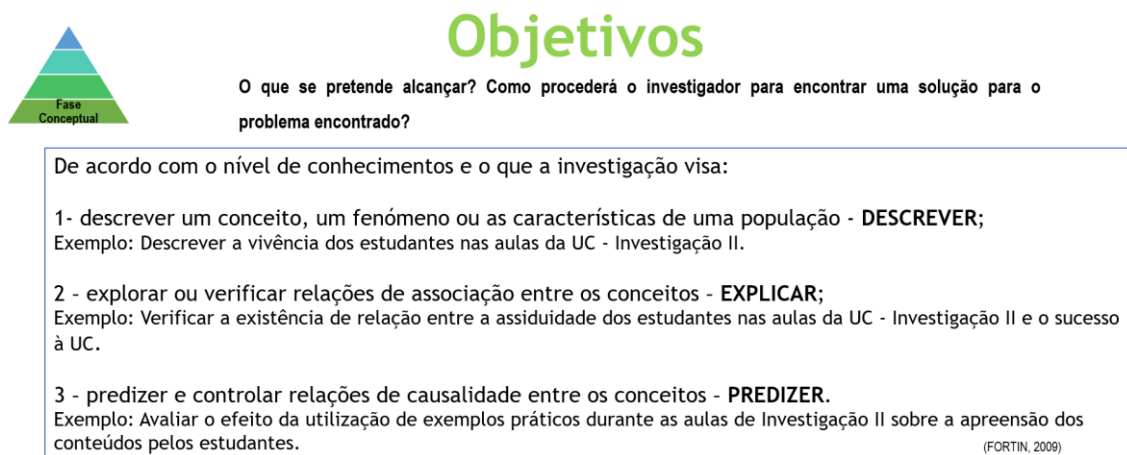 Objetivos
O que se pretende alcançar? Como procederá o investigador para encontrar uma solução para o
problema encontrado?
Fase
Conceptual
De acordo com o nível de conhecimentos e o que a investigação visa:
1- descrever um conceito, um fenómeno ou as características de uma população - DESCREVER;
Exemplo: Descrever a vivência dos estudantes nas aulas da UC - Investigação II.
2 – explorar ou verificar relações de associação entre os conceitos – EXPLICAR;
Exemplo: Verificar a existência de relação entre a assiduidade dos estudantes nas aulas da UC - Investigação II e o sucesso
à UC.
3 – predizer e controlar relações de causalidade entre os conceitos – PREDIZER.
Exemplo: Avaliar o efeito da utilização de exemplos práticos durante as aulas de Investigação II sobre a apreensão dos
conteúdos pelos estudantes.
(FORTIN, 2009)